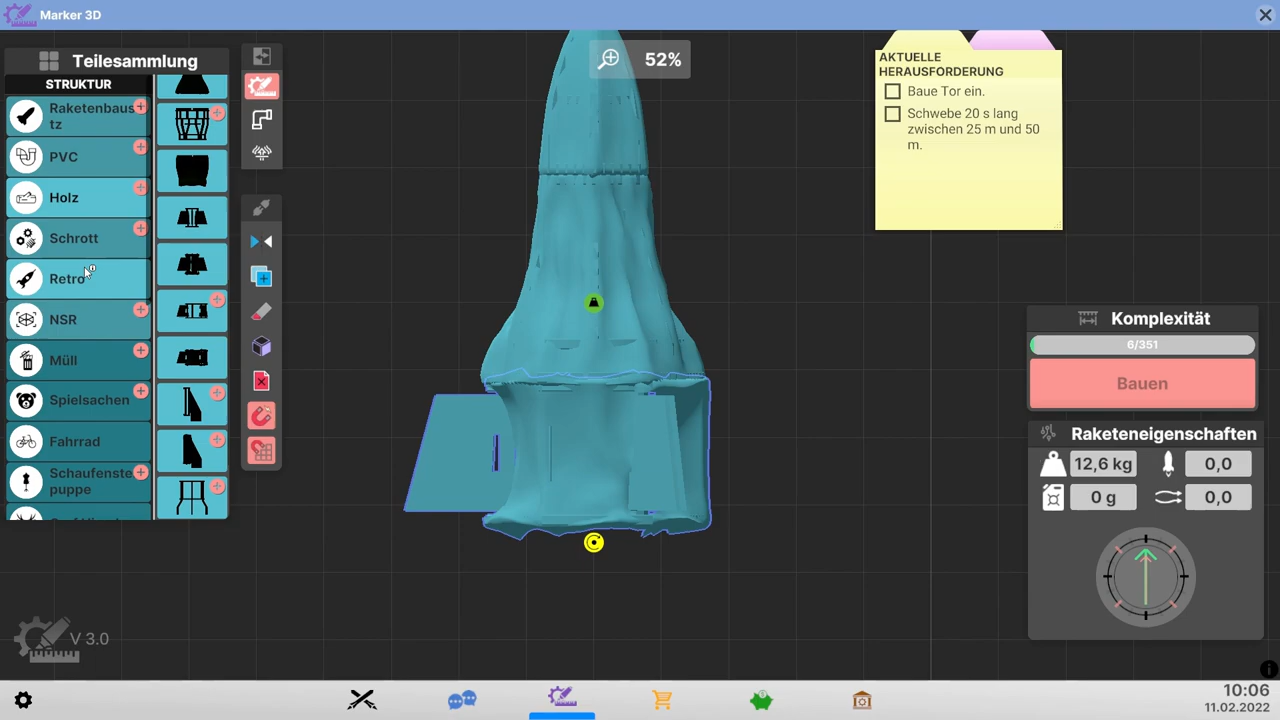 Marker 3D
Teilesammlung
STRUKTUR
Raketenbaus
tz
PVC
Holz
Schrott
Retro
NSR
Müll
Spielsachen
Fahrrad
Schaufenste
puppe
V 3.0
52%
AKTUELLE
HERAUSFORDERUNG
Baue Tor ein.
Schwebe 20 s lang
zwischen 25 m und 50
m.
Komplexität
6/351
Bauen
Raketeneigenschaften
12,6 kg
0,0
0 g
0,0
10:06
11.02.2022